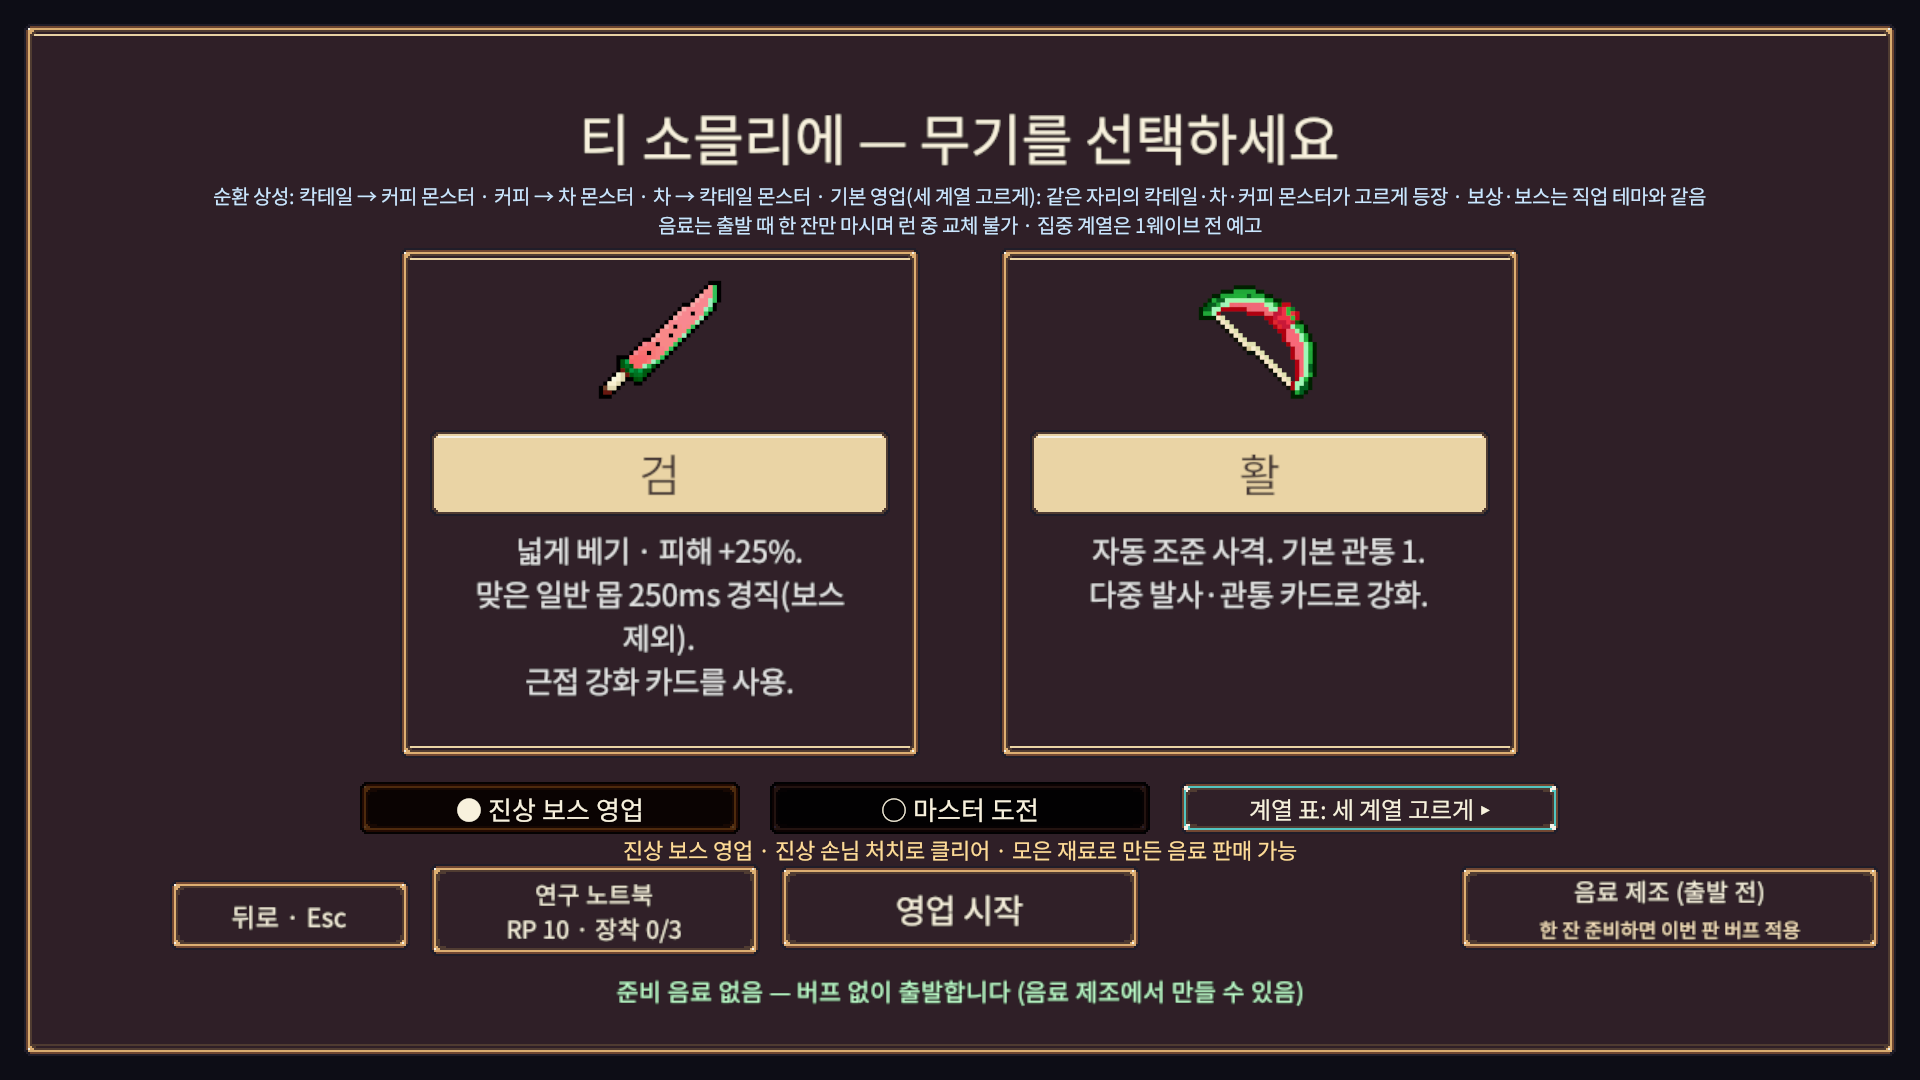 티 소믈리에 — 무기를 선택하세요
순환 상성: 칵테일 → 커피 몬스터 · 커피 → 차 몬스터 · 차 → 칵테일 몬스터 · 기본 영업(세 계열 고르게): 같은 자리의 칵테일·차·커피 몬스터가 고르게 등장 · 보상·보스는 직업 테마와 같음
음료는 출발 때 한 잔만 마시며 런 중 교체 불가 · 집중 계열은 1웨이브 전 예고
검
넓게 베기 · 피해 +25%.
맞은 일반 몹 250ms 경직(보스
제외).
근접 강화 카드를 사용.
활
자동 조준 사격. 기본 관통 1.
다중 발사·관통 카드로 강화.
● 진상 보스 영업
○ 마스터 도전
계열 표: 세 계열 고르게 ▸
진상 보스 영업 · 진상 손님 처치로 클리어 · 모은 재료로 만든 음료 판매 가능
뒤로 · Esc
연구 노트북
RP 10 · 장착 0/3
영업 시작
음료 제조 (출발 전)
한 잔 준비하면 이번 판 버프 적용
준비 음료 없음 — 버프 없이 출발합니다 (음료 제조에서 만들 수 있음)